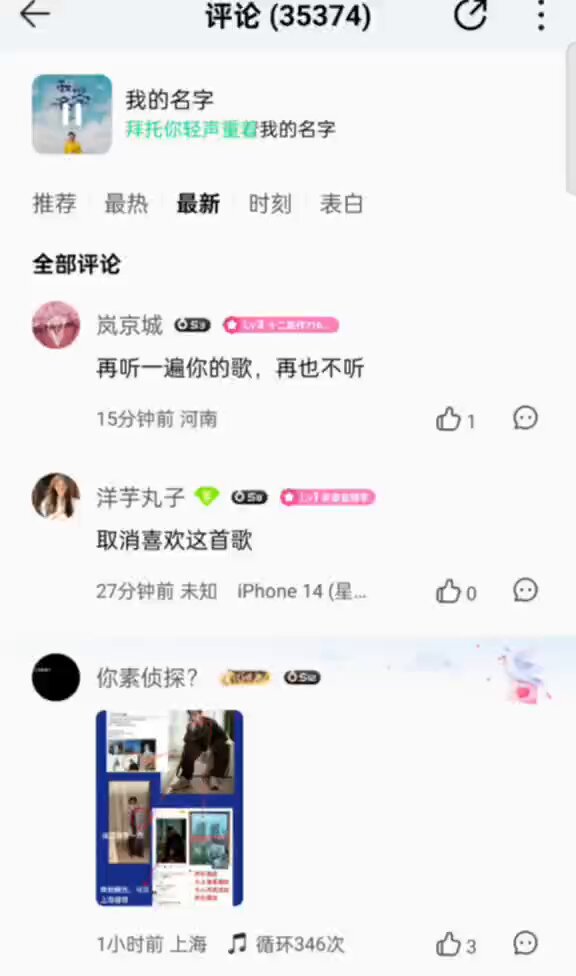 评论 (35374)
我的名字
拜托你轻声重着我的名字
推荐 最热 最新 时刻 表白
全部评论
岚京城
再听一遍你的歌，再也不听
15分钟前 河南 1
洋芋丸子
取消喜欢这首歌
27分钟前 未知 iPhone 14 (星... 0
你素侦探？
1小时前 上海 循环346次 3